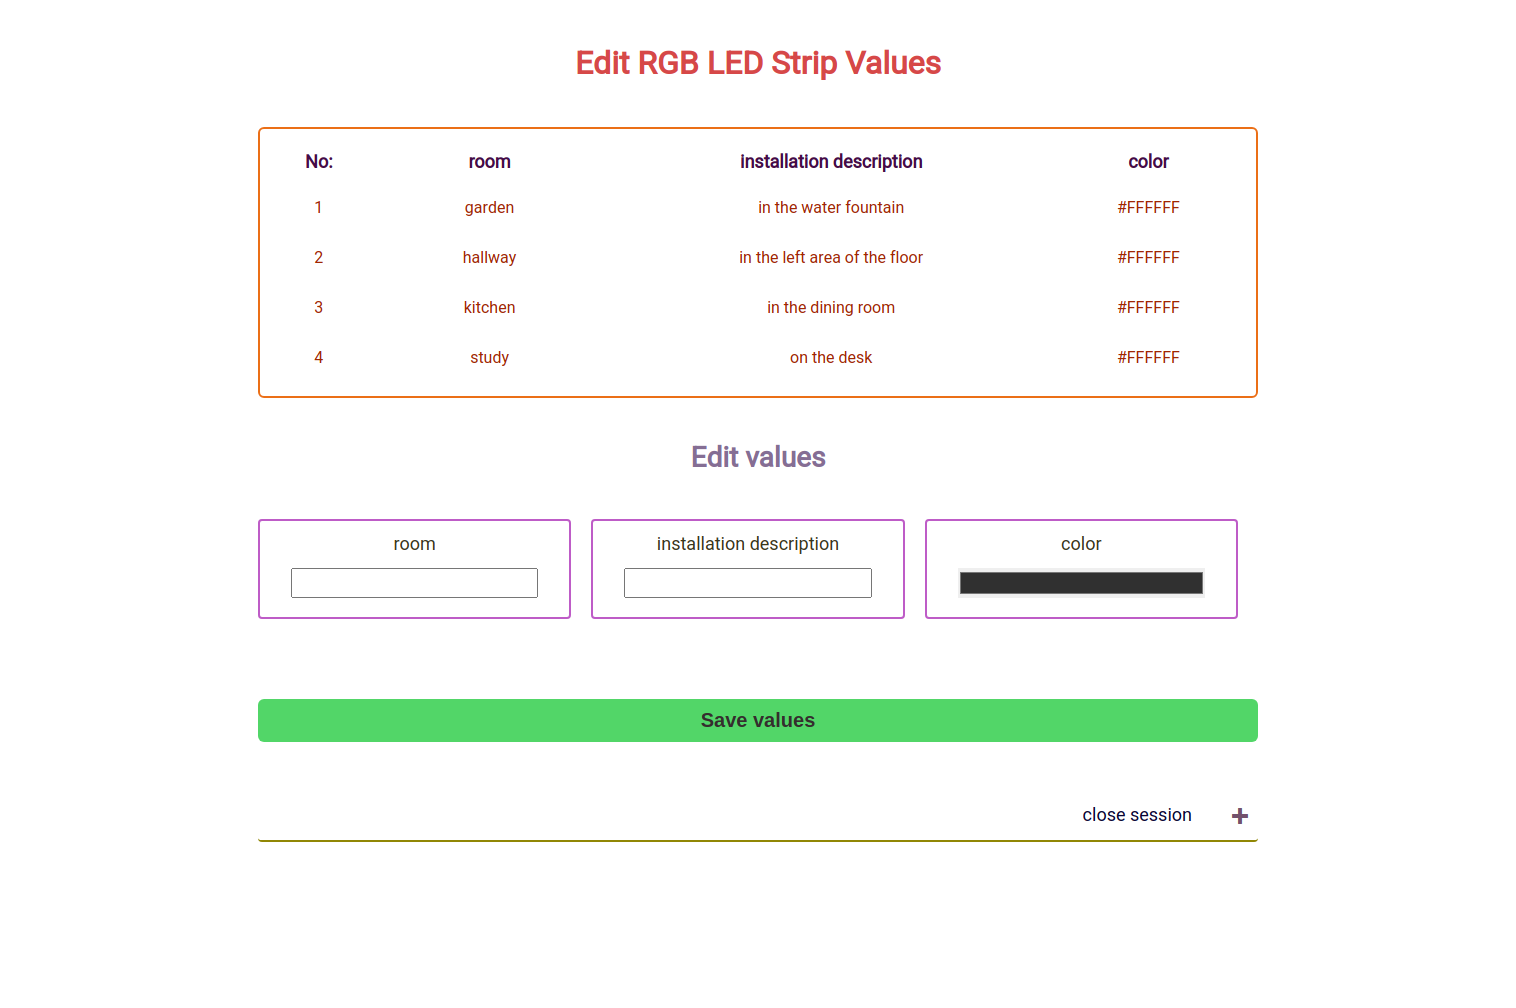 Edit RGB LED Strip Values
No: room installation description color
1 garden in the water fountain #FFFFFF
2 hallway in the left area of the floor #FFFFFF
3 kitchen in the dining room #FFFFFF
4 study on the desk #FFFFFF
Edit values
room installation description color
Save values
close session